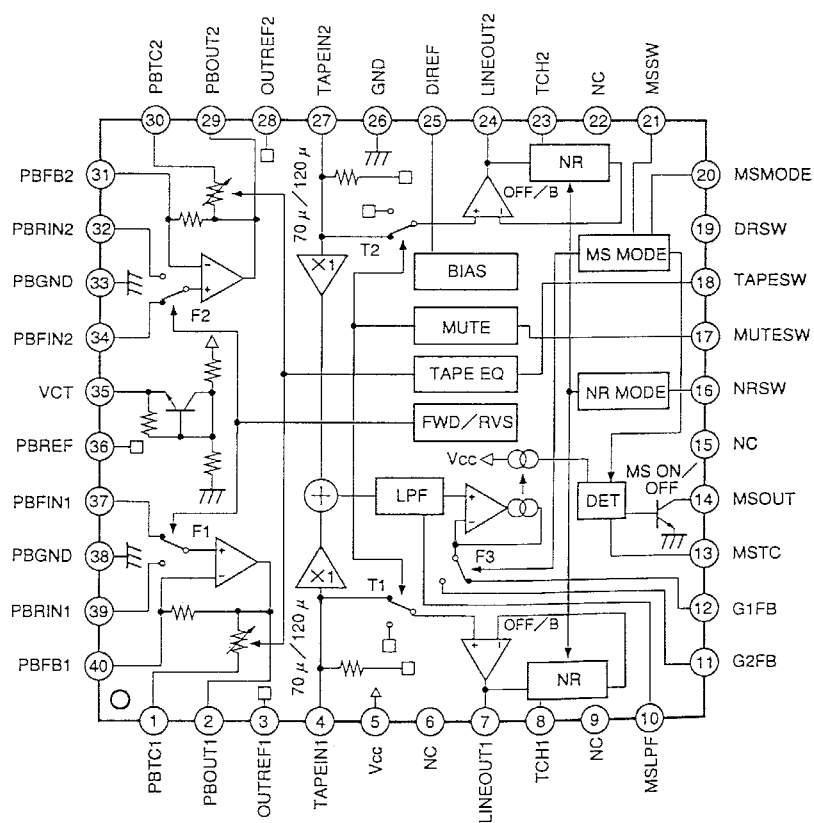 PBTC2
PBOUT2
OUTREF2
TAPEIN2
GND
DIREF
LINEOUT2
TCH2
NC
MSSW
30
29
28
27
26
25
24
23
22
21
PBFB2
31
PBRIN2
32
PBGND
33
PBFIN2
34
VCT
35
PBREF
36
PBFIN1
37
PBGND
38
PBRIN1
39
PBFB1
40
20
MSMODE
19
DRSW
18
TAPESW
17
MUTESW
16
NRSW
15
NC
14
MSOUT
13
MSTC
12
G1FB
11
G2FB
70 μ/120 μ
NR
OFF/B
+
-
T2
×1
BIAS
MS MODE
-
+
F2
MUTE
TAPE EQ
NR MODE
FWD/RVS
Vcc
MS ON/
OFF
DET
+
LPF
+
-
F3
F1
+
-
×1
T1
70 μ/120 μ
OFF/B
+
-
NR
1
2
3
4
5
6
7
8
9
10
PBTC1
PBOUT1
OUTREF1
TAPEIN1
Vcc
NC
LINEOUT1
TCH1
NC
MSLPF